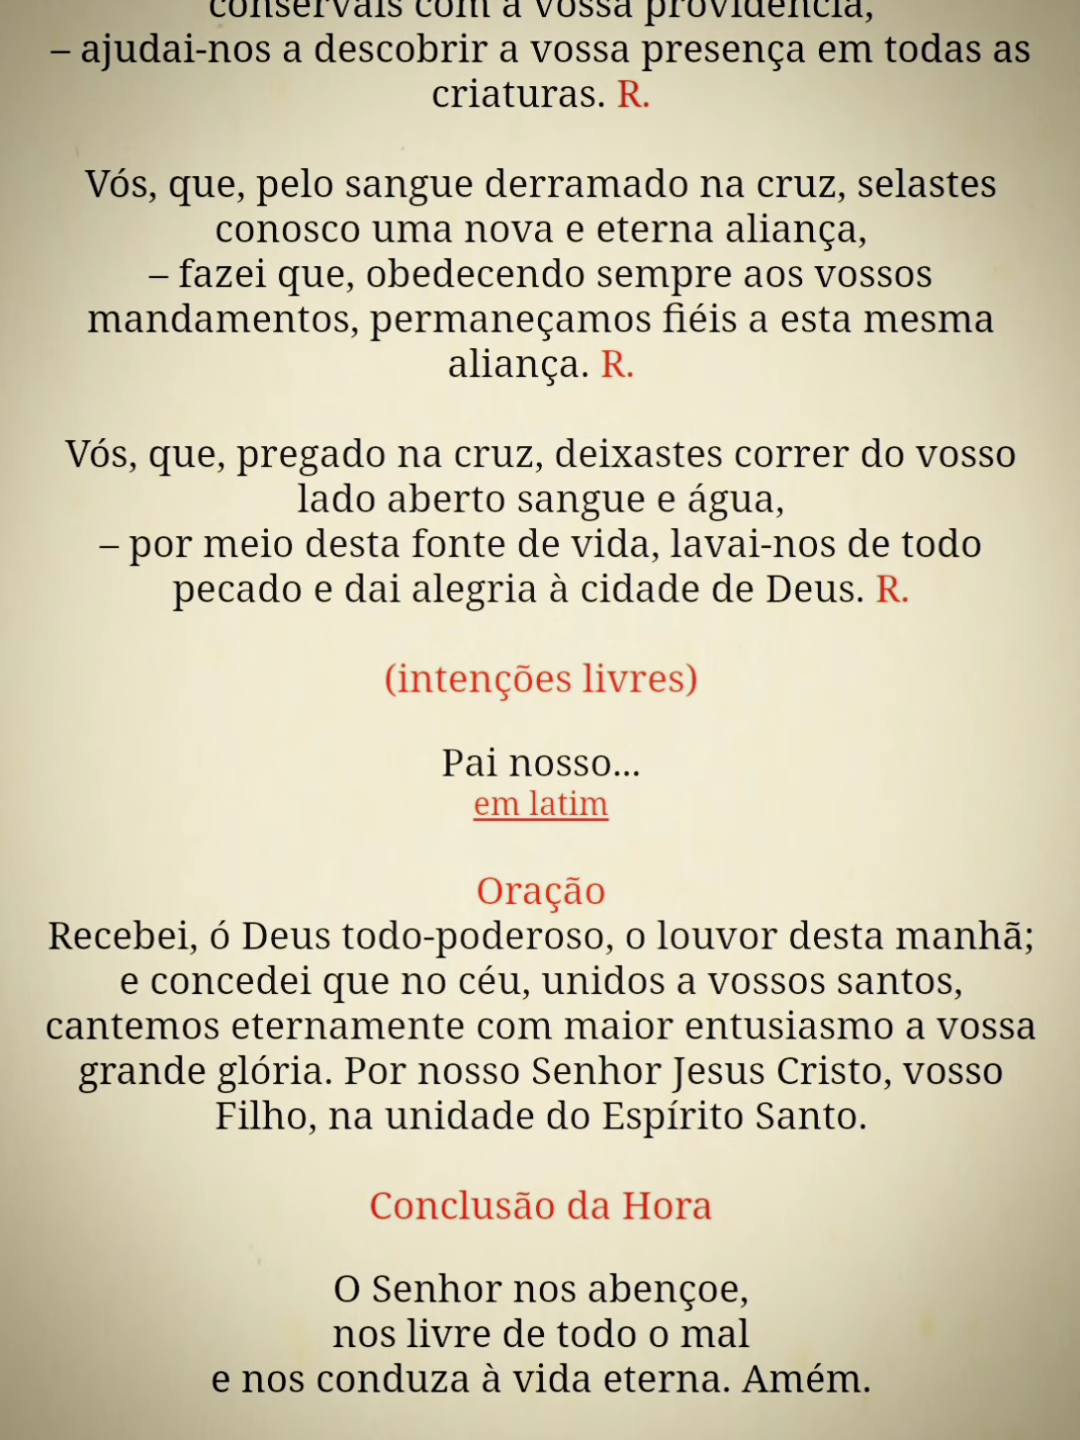 conservais com a vossa providência,
– ajudai-nos a descobrir a vossa presença em todas as
criaturas. R.
Vós, que, pelo sangue derramado na cruz, selastes
conosco uma nova e eterna aliança,
– fazei que, obedecendo sempre aos vossos
mandamentos, permaneçamos fiéis a esta mesma
aliança. R.
Vós, que, pregado na cruz, deixastes correr do vosso
lado aberto sangue e água,
– por meio desta fonte de vida, lavai-nos de todo
pecado e dai alegria à cidade de Deus. R.
(intenções livres)
Pai nosso...
em latim
Oração
Recebei, ó Deus todo-poderoso, o louvor desta manhã;
e concedei que no céu, unidos a vossos santos,
cantemos eternamente com maior entusiasmo a vossa
grande glória. Por nosso Senhor Jesus Cristo, vosso
Filho, na unidade do Espírito Santo.
Conclusão da Hora
O Senhor nos abençoe,
nos livre de todo o mal
e nos conduza à vida eterna. Amém.